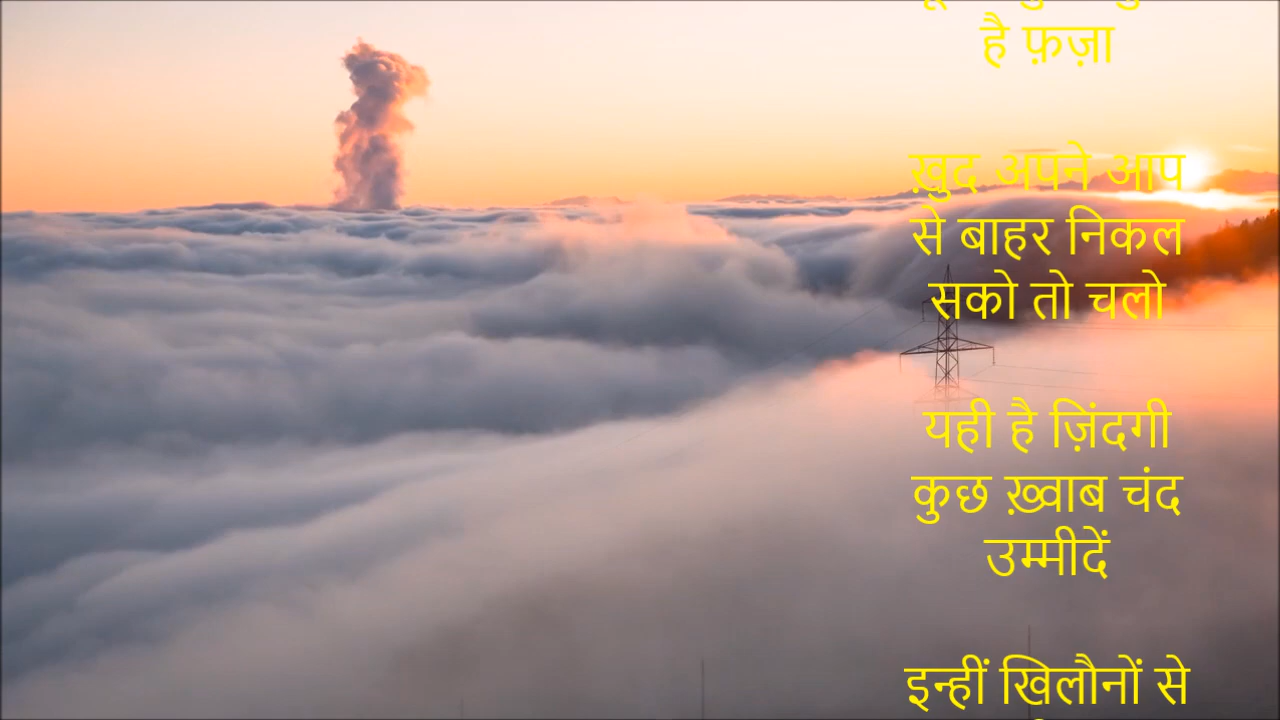 है फ़ज़ा
ख़ुद अपने आप
से बाहर निकल
सको तो चलो
यही है ज़िंदगी
कुछ ख़्वाब चंद
उम्मीदें
इन्हीं खिलौनों से